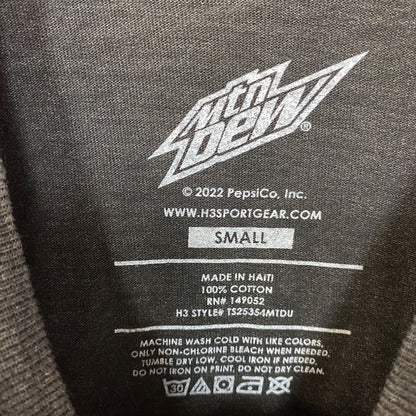 Mtn
Dew®
© 2022 PepsiCo, Inc.
WWW.H3SPORTGEAR.COM
SMALL
MADE IN HAITI
100% COTTON
RN# 149052
H3 STYLE# TS25354MTDU
MACHINE WASH COLD WITH LIKE COLORS,
ONLY NON-CHLORINE BLEACH WHEN NEEDED,
TUMBLE DRY LOW, COOL IRON IF NEEDED,
DO NOT IRON DESIGN PRINT, DO NOT DRY CLEAN.
30